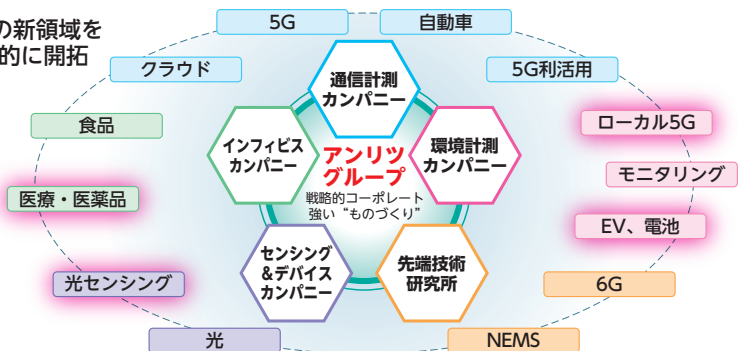 の新領域を
的に開拓
5G
自動車
クラウド
5G利活用
食品
ローカル5G
医療・医薬品
モニタリング
EV、電池
光センシング
6G
光
NEMS
通信計測
カンパニー
インフィビス
カンパニー
環境計測
カンパニー
アンリツ
グループ
戦略的コーポレート
強い“ものづくり”
センシング
&デバイス
カンパニー
先端技術
研究所